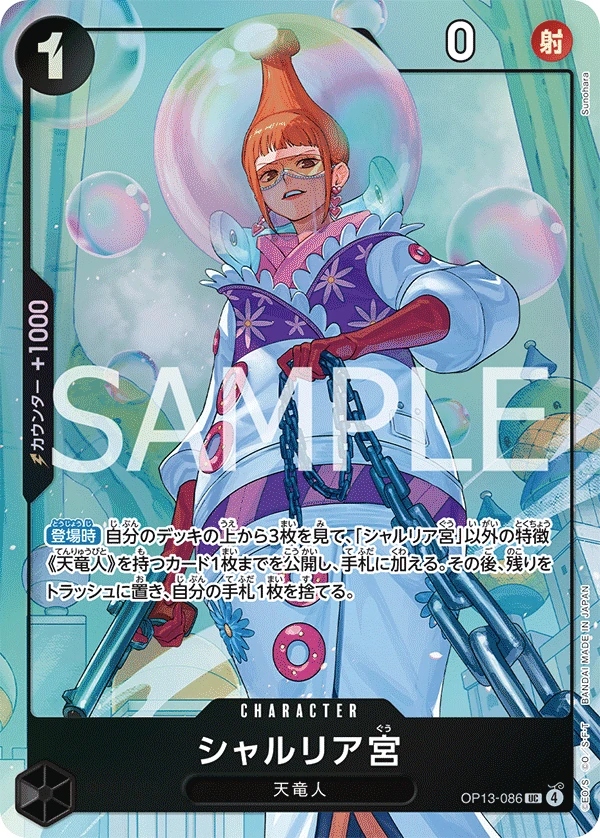 1
0
射
Sunohara
カウンター +1000
SAMPLE
登場時 自分のデッキの上から3枚を見て、「シャルリア宮」以外の特徴
《天竜人》を持つカード1枚までを公開し、手札に加える。その後、残りを
トラッシュに置き、自分の手札1枚を捨てる。
CHARACTER
シャルリア宮
天竜人
OP13-086 UC 4
BANDAI MADE IN JAPAN